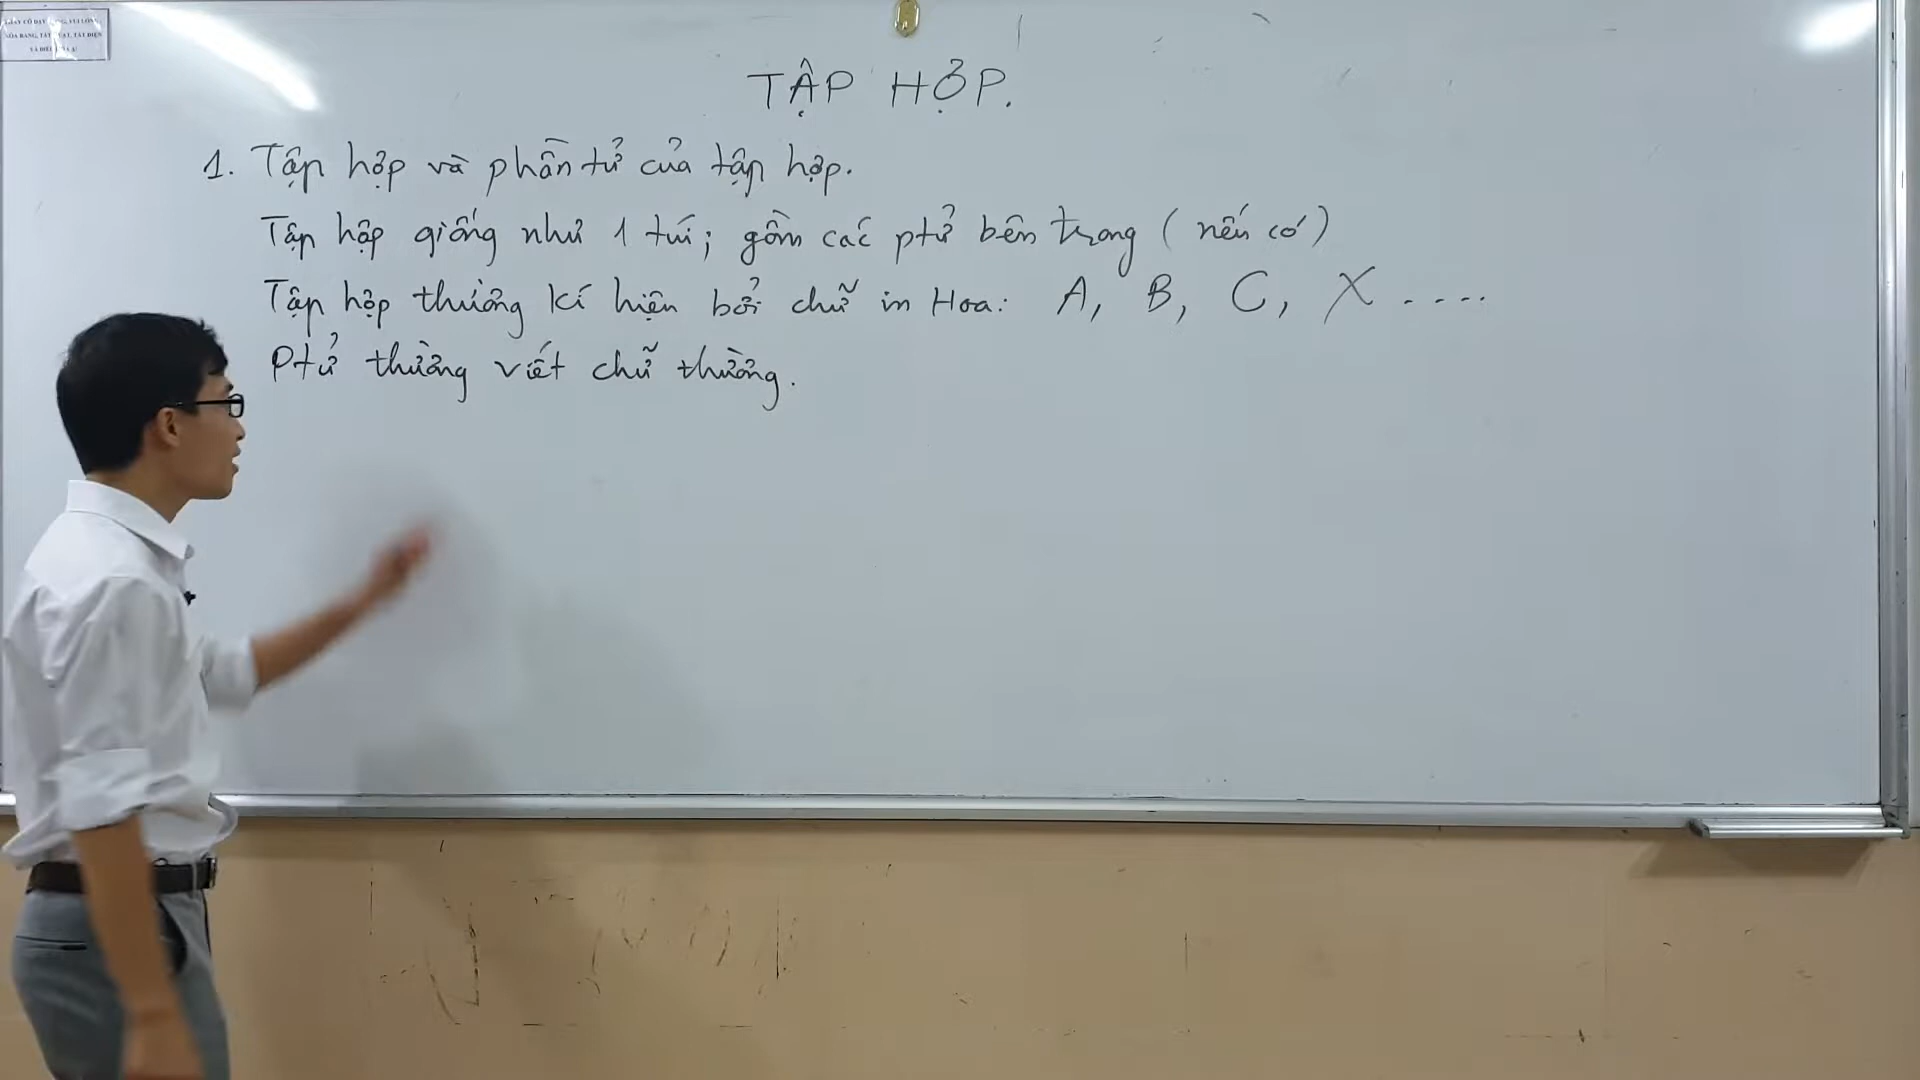 TẬP HỢP.
1. Tập hợp và phần tử của tập hợp.
Tập hợp giống như 1 túi; gồm các ptử bên trong (nếu có)
Tập hợp thường kí hiệu bởi chữ in Hoa: A, B, C, X ....
Ptử thường viết chữ thường.